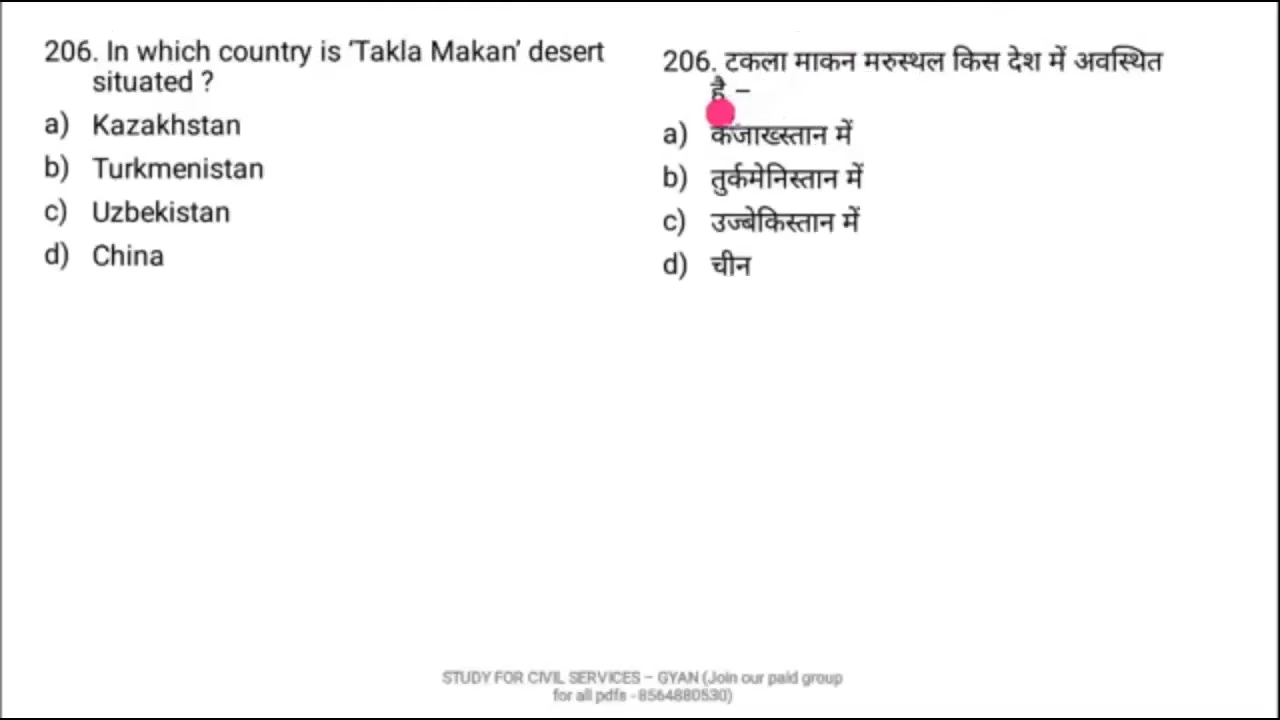 206. In which country is ‘Takla Makan’ desert
situated ?
a) Kazakhstan
b) Turkmenistan
c) Uzbekistan
d) China
206. टकला माकन मरुस्थल किस देश में अवस्थित
है –
a) कजाख्स्तान में
b) तुर्कमेनिस्तान में
c) उज्बेकिस्तान में
d) चीन
STUDY FOR CIVIL SERVICES – GYAN (Join our paid group
for all pdfs - 8564880530)